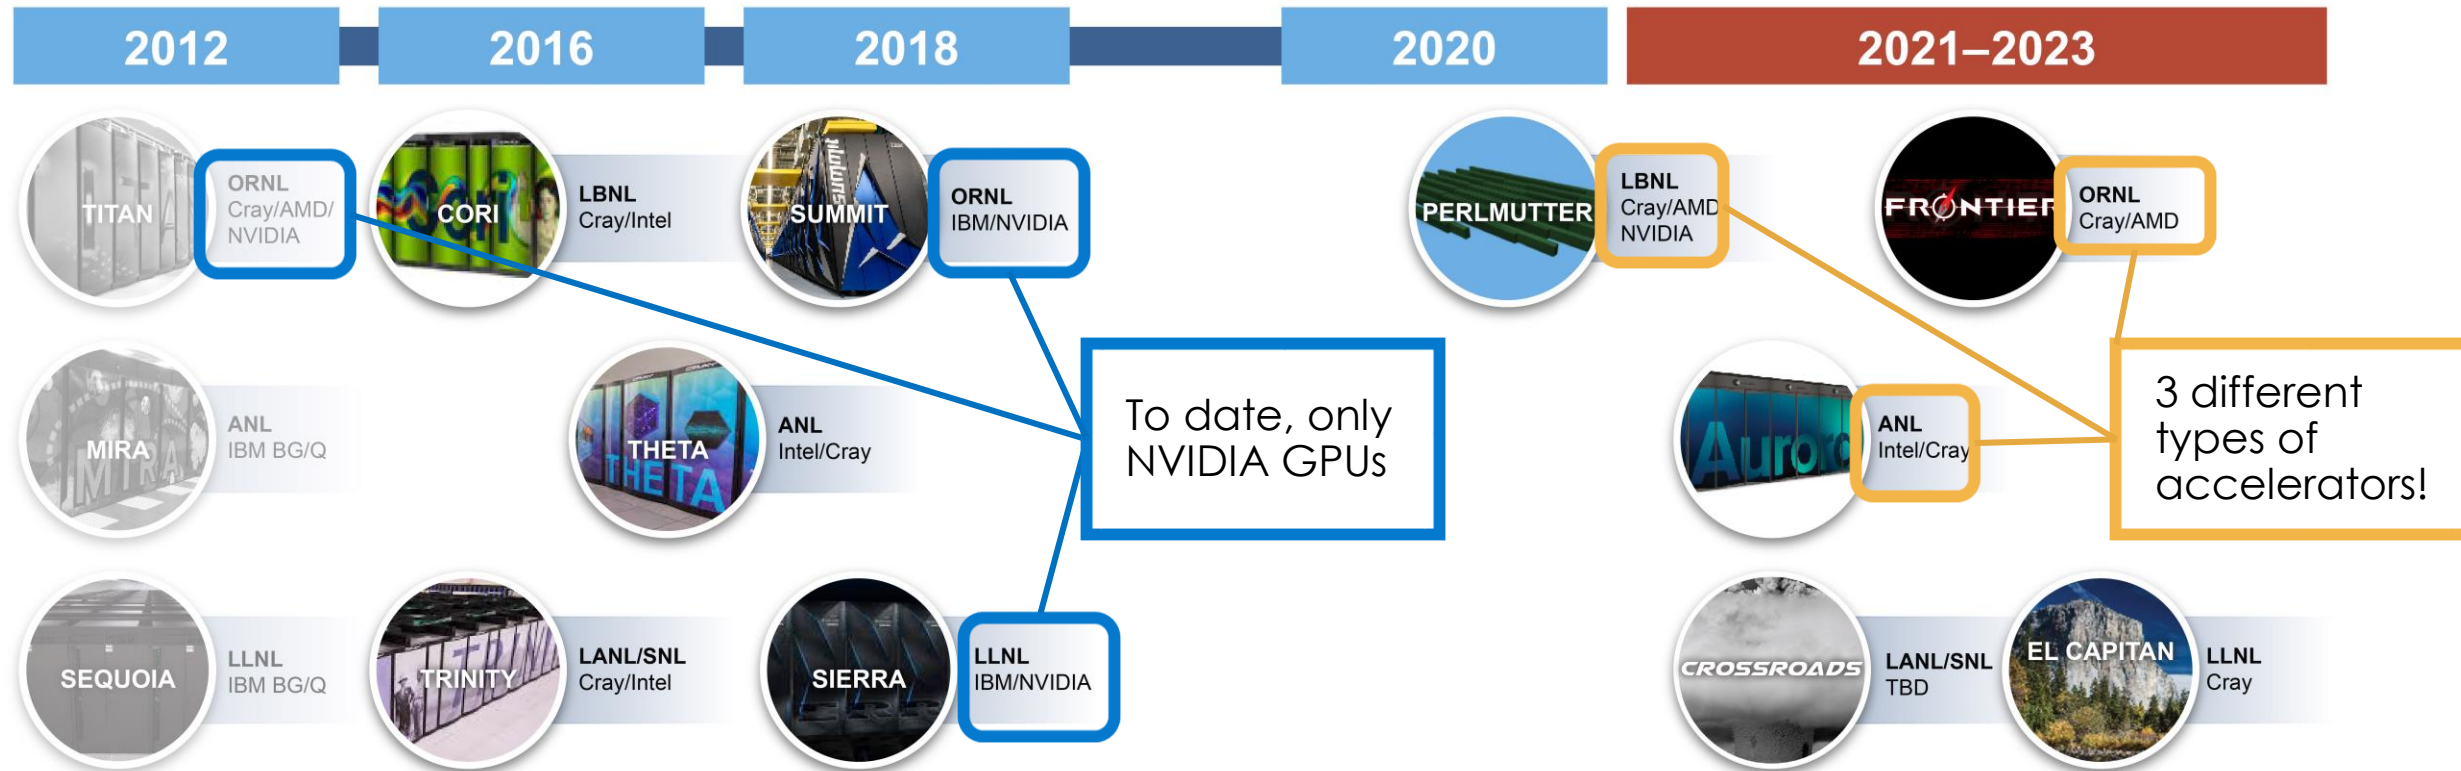 2012
2016
2018
2020
2021–2023
TITAN
ORNL
Cray/AMD/
NVIDIA
CORI
LBNL
Cray/Intel
SUMMIT
ORNL
IBM/NVIDIA
PERLMUTTER
LBNL
Cray/AMD
NVIDIA
FRONTIER
ORNL
Cray/AMD
MIRA
MIRA
ANL
IBM BG/Q
THETA
THETA
ANL
Intel/Cray
To date, only
NVIDIA GPUs
Aurora
ANL
Intel/Cray
3 different
types of
accelerators!
SEQUOIA
LLNL
IBM BG/Q
TRINITY
LANL/SNL
Cray/Intel
SIERRA
LLNL
IBM/NVIDIA
CROSSROADS
LANL/SNL
TBD
EL CAPITAN
LLNL
Cray